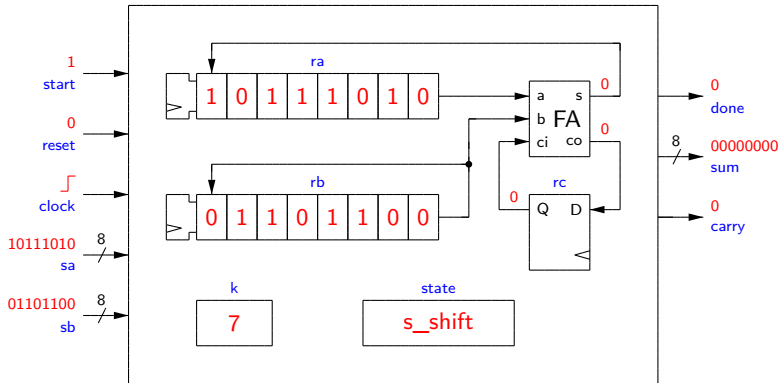 1
start
0
reset
clock
10111010
8
sa
01101100
8
sb
ra
1 0 1 1 1 0 1 0
rb
0 1 1 0 1 1 0 0
k
7
state
s_shift
a s
b FA
ci co
0
0
rc
0
Q D
0
done
8
00000000
sum
0
carry